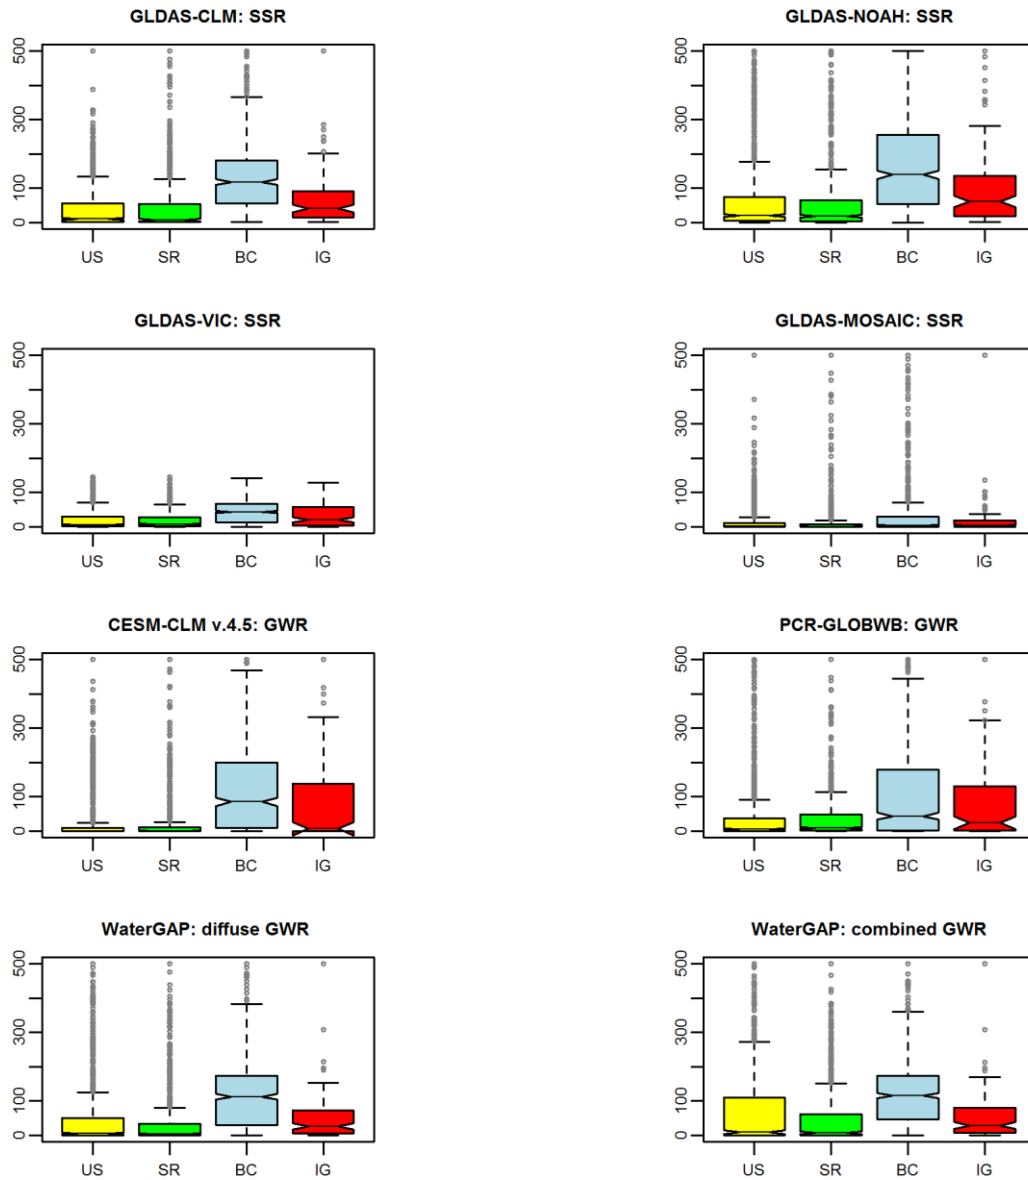 GLDAS-CLM: SSR
500
300
100
0
US SR BC IG
GLDAS-NOAH: SSR
500
300
100
0
US SR BC IG
GLDAS-VIC: SSR
500
300
100
0
US SR BC IG
GLDAS-MOSAIC: SSR
500
300
100
0
US SR BC IG
CESM-CLM v.4.5: GWR
500
300
100
0
US SR BC IG
PCR-GLOBWB: GWR
500
300
100
0
US SR BC IG
WaterGAP: diffuse GWR
500
300
100
0
US SR BC IG
WaterGAP: combined GWR
500
300
100
0
US SR BC IG